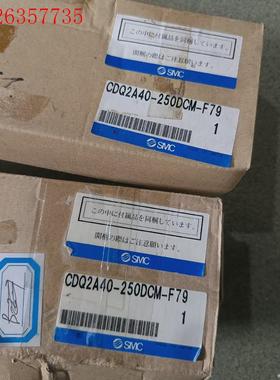 26357735
この中に付属品を同梱しています。
開梱の際はご注意願います。
SMC
CDQ2A40-250DCM-F79
1
この中に付属品を同梱しています。
開梱の際はご注意願います。
SMC
CDQ2A40-250DCM-F79
1
SMC